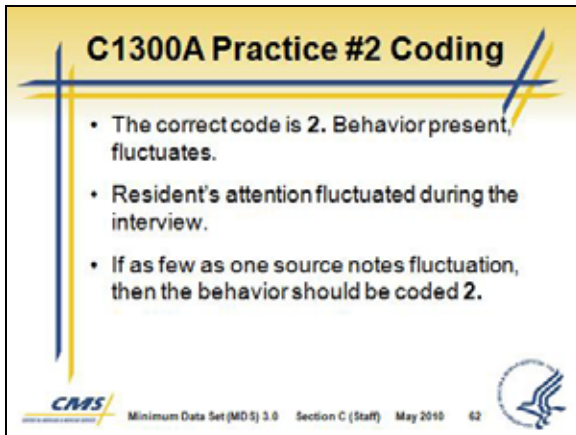 C1300A Practice #2 Coding
• The correct code is 2. Behavior present,
fluctuates.
• Resident's attention fluctuated during the
interview.
• If as few as one source notes fluctuation,
then the behavior should be coded 2.
CMS
Minimum Data Set (MDS) 3.0 Section C (Staff) May 2010 62